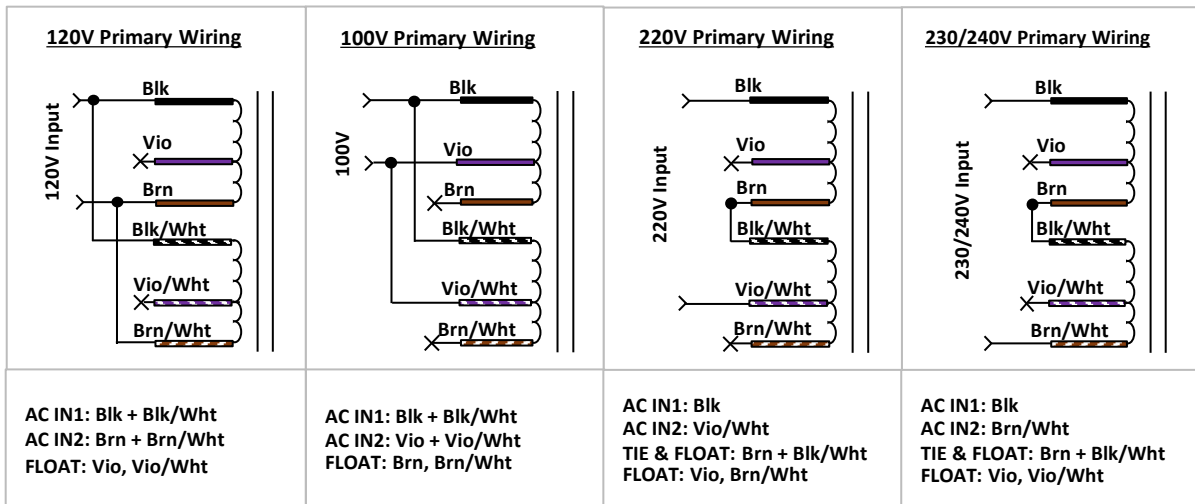 120V Primary Wiring
120V Input
Blk
Vio
Brn
Blk/Wht
Vio/Wht
Brn/Wht
AC IN1: Blk + Blk/Wht
AC IN2: Brn + Brn/Wht
FLOAT: Vio, Vio/Wht
100V Primary Wiring
100V
Blk
Vio
Brn
Blk/Wht
Vio/Wht
Brn/Wht
AC IN1: Blk + Blk/Wht
AC IN2: Vio + Vio/Wht
FLOAT: Brn, Brn/Wht
220V Primary Wiring
220V Input
Blk
Vio
Brn
Blk/Wht
Vio/Wht
Brn/Wht
AC IN1: Blk
AC IN2: Vio/Wht
TIE & FLOAT: Brn + Blk/Wht
FLOAT: Vio, Brn/Wht
230/240V Primary Wiring
230/240V Input
Blk
Vio
Brn
Blk/Wht
Vio/Wht
Brn/Wht
AC IN1: Blk
AC IN2: Brn/Wht
TIE & FLOAT: Brn + Blk/Wht
FLOAT: Vio, Vio/Wht